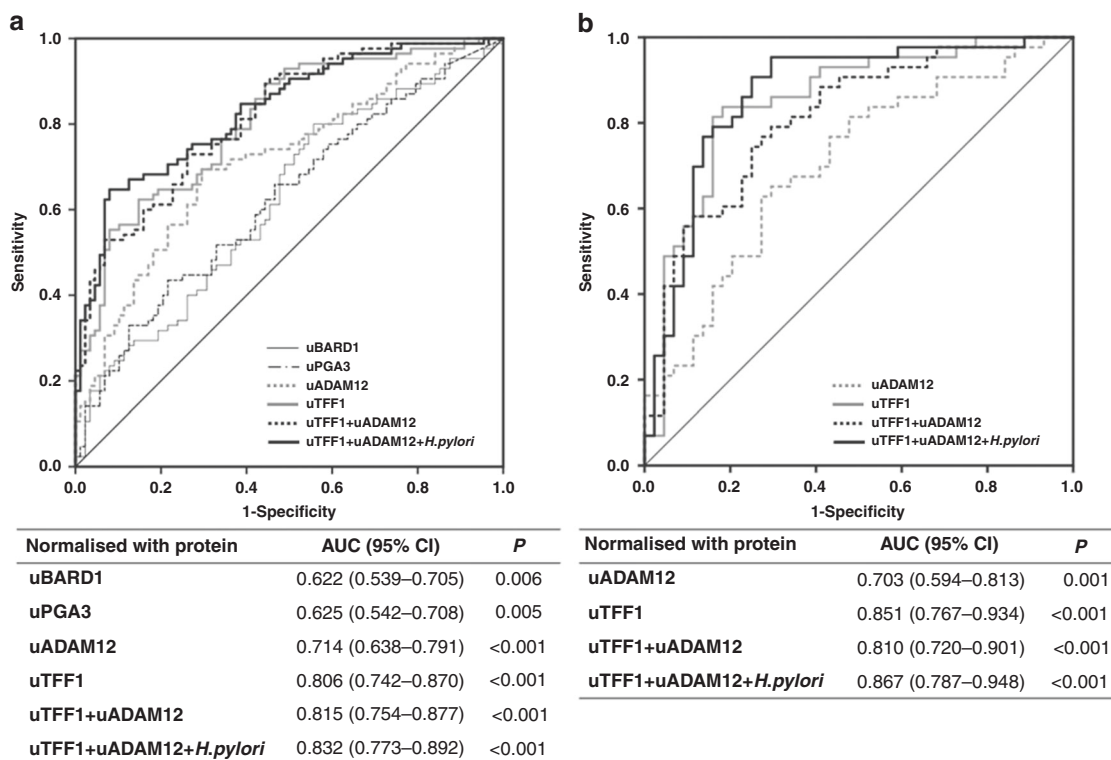 a
1.0
0.8
0.6
0.4
0.2
0.0
Sensitivity
uBARD1
uPGA3
uADAM12
uTFF1
uTFF1+uADAM12
uTFF1+uADAM12+H.pylori
0.0 0.2 0.4 0.6 0.8 1.0
1-Specificity
Normalised with protein AUC (95% CI) P
uBARD1 0.622 (0.539–0.705) 0.006
uPGA3 0.625 (0.542–0.708) 0.005
uADAM12 0.714 (0.638–0.791) <0.001
uTFF1 0.806 (0.742–0.870) <0.001
uTFF1+uADAM12 0.815 (0.754–0.877) <0.001
uTFF1+uADAM12+H.pylori 0.832 (0.773–0.892) <0.001
b
1.0
0.8
0.6
0.4
0.2
0.0
Sensitivity
uADAM12
uTFF1
uTFF1+uADAM12
uTFF1+uADAM12+H.pylori
0.0 0.2 0.4 0.6 0.8 1.0
1-Specificity
Normalised with protein AUC (95% CI) P
uADAM12 0.703 (0.594–0.813) 0.001
uTFF1 0.851 (0.767–0.934) <0.001
uTFF1+uADAM12 0.810 (0.720–0.901) <0.001
uTFF1+uADAM12+H.pylori 0.867 (0.787–0.948) <0.001